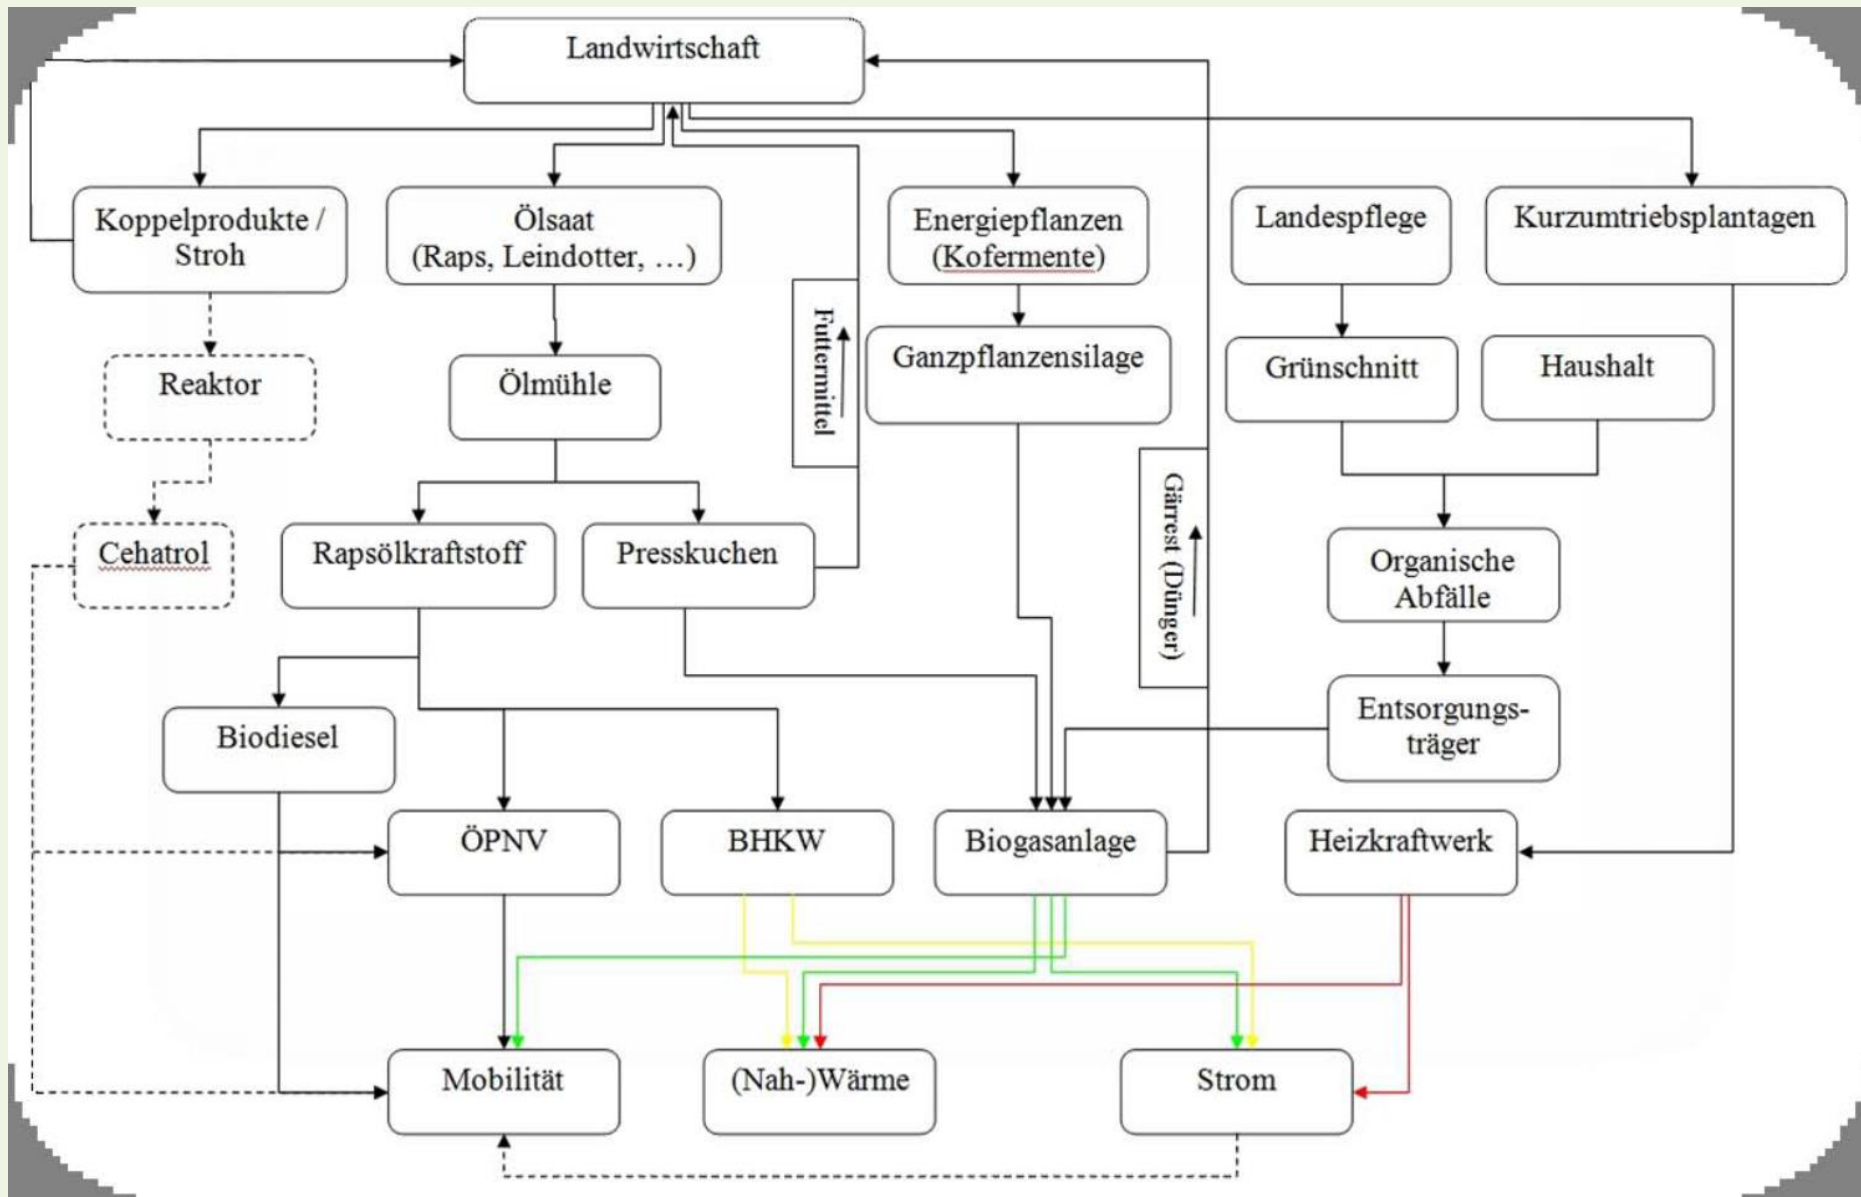 Landwirtschaft
Koppelprodukte /
Stroh
Ölsaat
(Raps, Leindotter, …)
Energiepflanzen
(Kofermente)
Landespflege
Kurzumtriebsplantagen
Futtermittel
Reaktor
Ölmühle
Ganzpflanzensilage
Grünschnitt
Haushalt
Gärrest (Dünger)
Cehatrol
Rapsölkraftstoff
Presskuchen
Organische
Abfälle
Biodiesel
Entsorgungs-
träger
ÖPNV
BHKW
Biogasanlage
Heizkraftwerk
Mobilität
(Nah-)Wärme
Strom